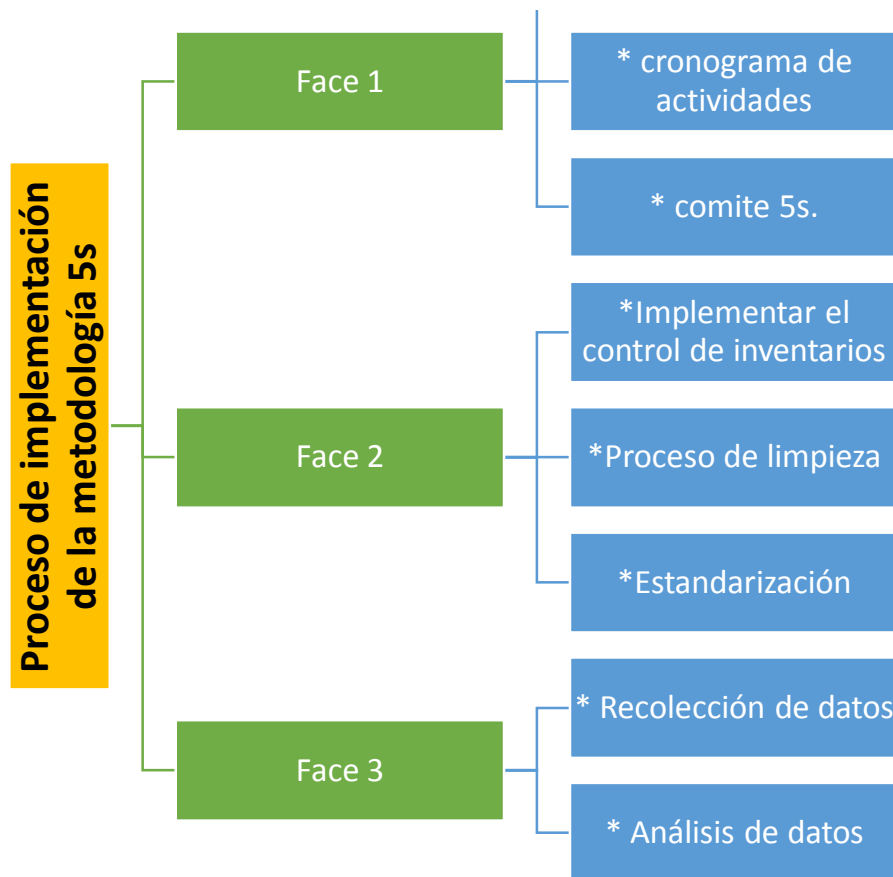 Proceso de implementación
de la metodología 5s
Face 1
* cronograma de
actividades
* comite 5s.
Face 2
*Implementar el
control de inventarios
*Proceso de limpieza
*Estandarización
Face 3
* Recolección de datos
* Análisis de datos